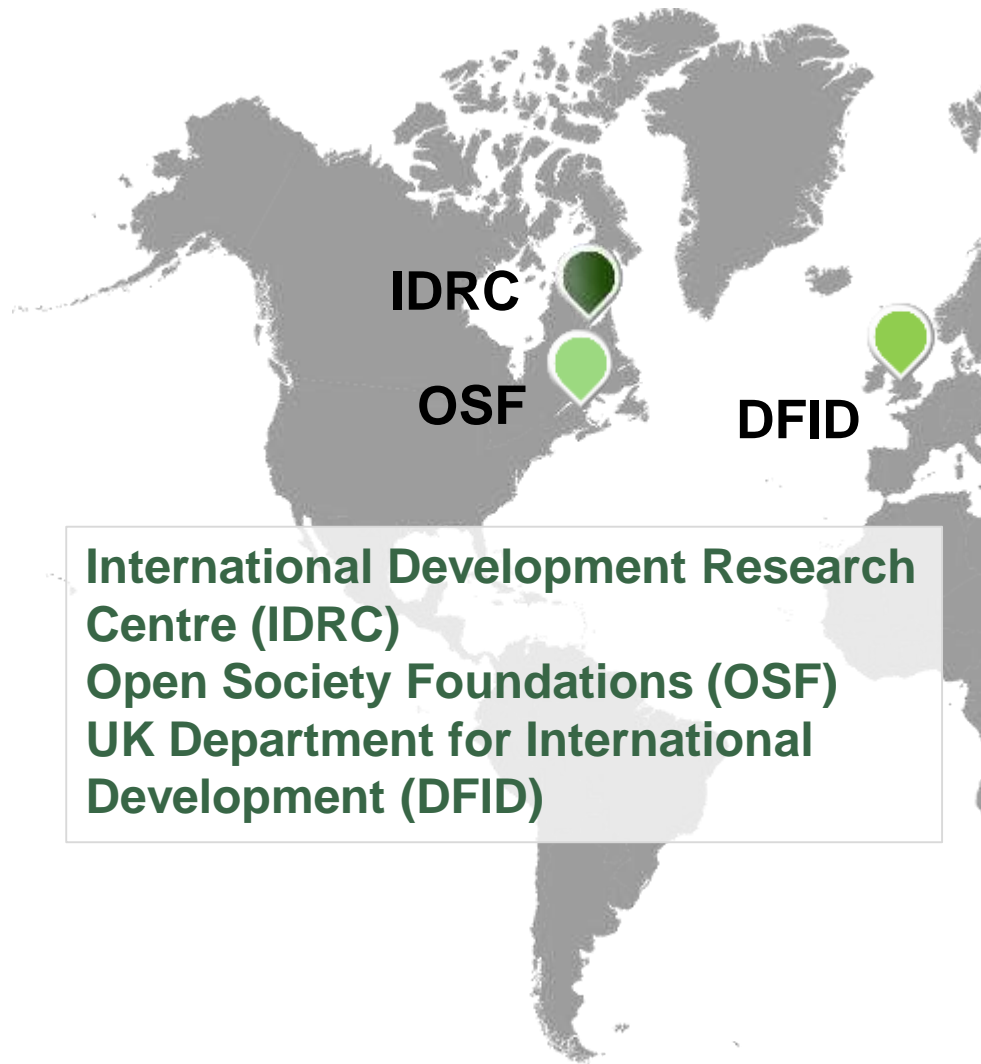 IDRC
OSF
DFID
International Development Research
Centre (IDRC)
Open Society Foundations (OSF)
UK Department for International
Development (DFID)